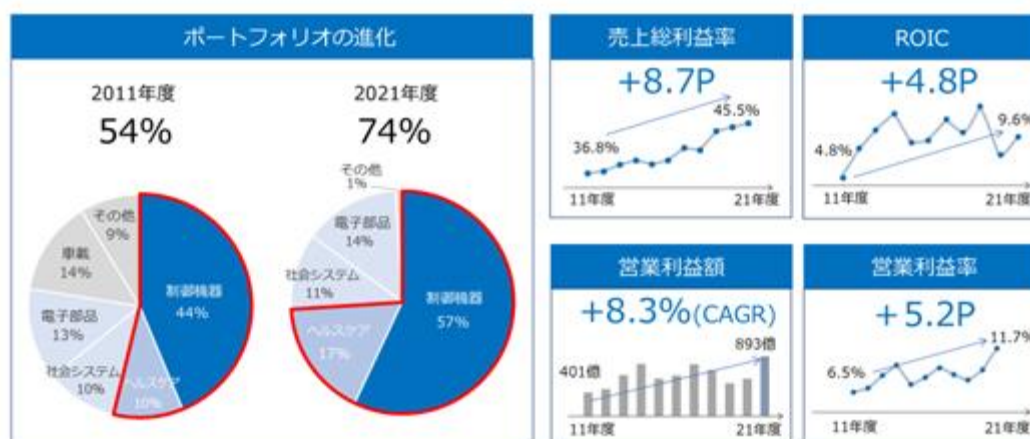 ポートフォリオの進化
2011年度
54%
2021年度
74%
その他
9%
車載
14%
電子部品
13%
社会システム
10%
ヘルスケア
10%
制御機器
44%
その他
1%
電子部品
14%
社会システム
11%
ヘルスケア
17%
制御機器
57%
売上総利益率
+8.7P
36.8%
45.5%
11年度
21年度
ROIC
+4.8P
4.8%
9.6%
11年度
21年度
営業利益額
+8.3%(CAGR)
401億
893億
11年度
21年度
営業利益率
+5.2P
6.5%
11.7%
11年度
21年度